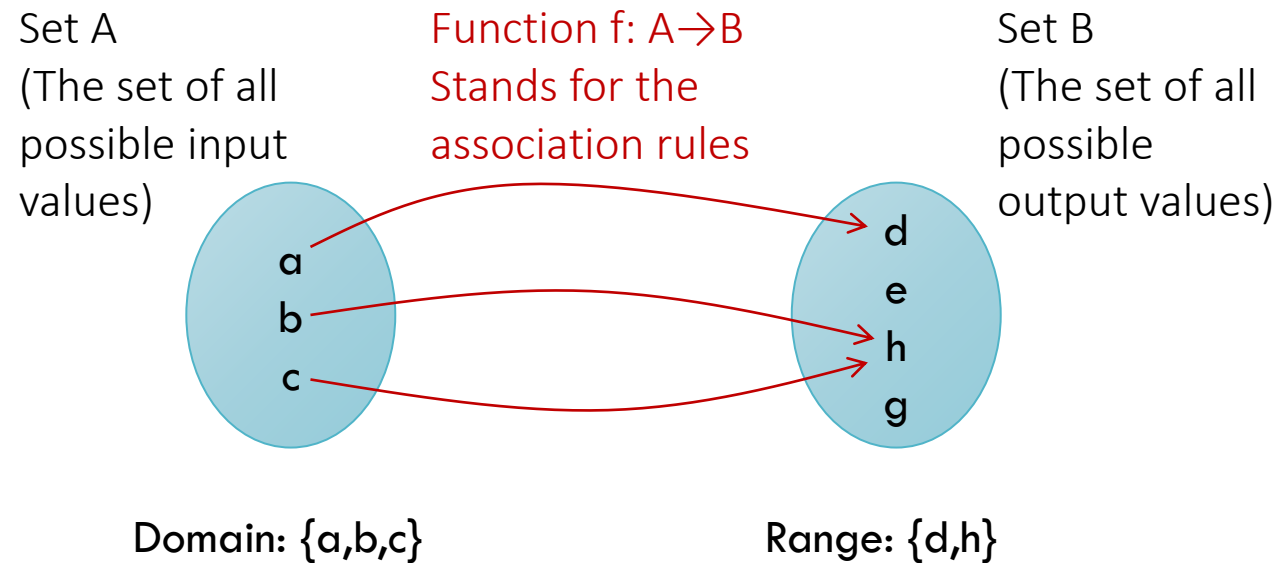 Set A
(The set of all
possible input
values)
Function f: A→B
Stands for the
association rules
Set B
(The set of all
possible
output values)
a
b
c
d
e
h
g
Domain: {a,b,c}
Range: {d,h}